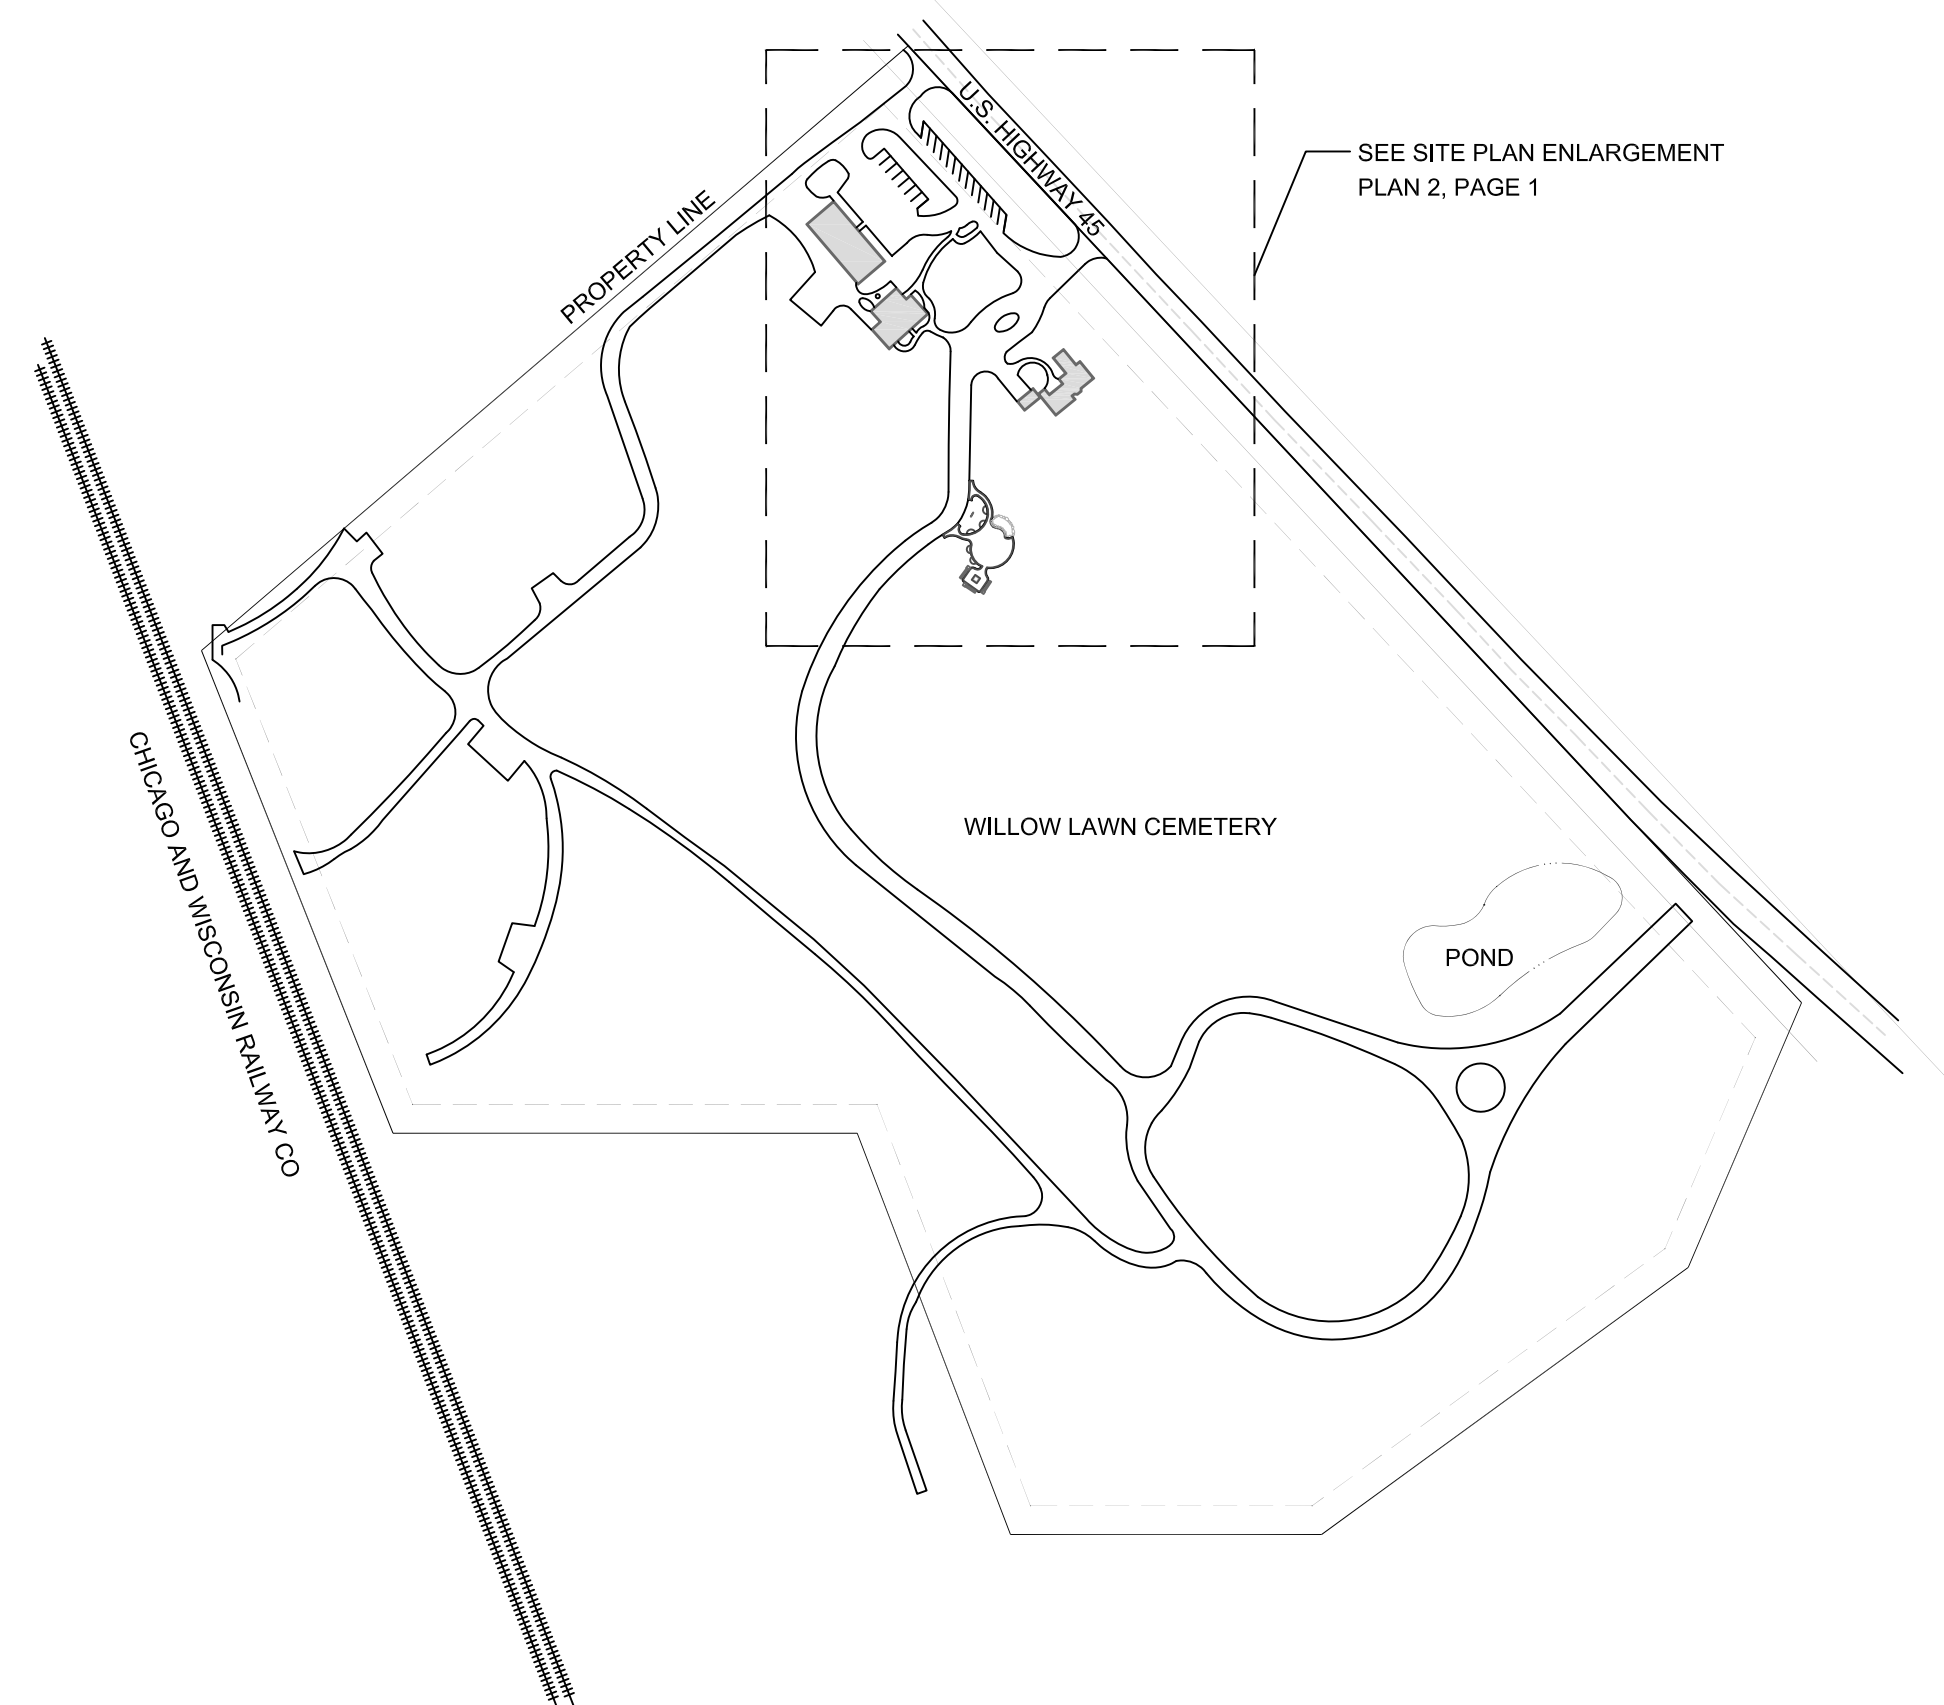 U.S. HIGHWAY 45
SEE SITE PLAN ENLARGEMENT
PLAN 2, PAGE 1
PROPERTY LINE
CHICAGO AND WISCONSIN RAILWAY CO
WILLOW LAWN CEMETERY
POND